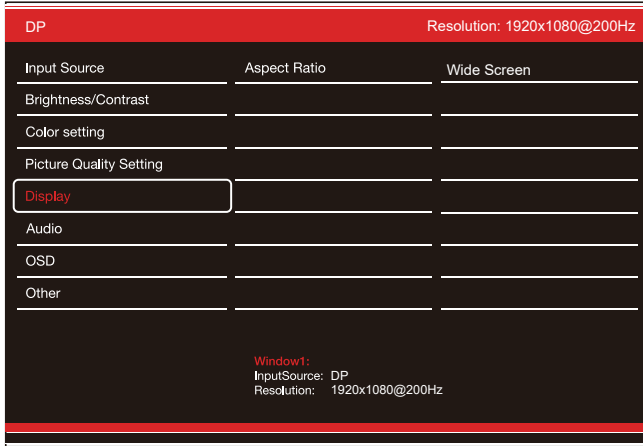 DP Resolution: 1920x1080@200Hz
Input Source Aspect Ratio Wide Screen
Brightness/Contrast
Color setting
Picture Quality Setting
Display
Audio
OSD
Other
Window1:
InputSource: DP
Resolution: 1920x1080@200Hz